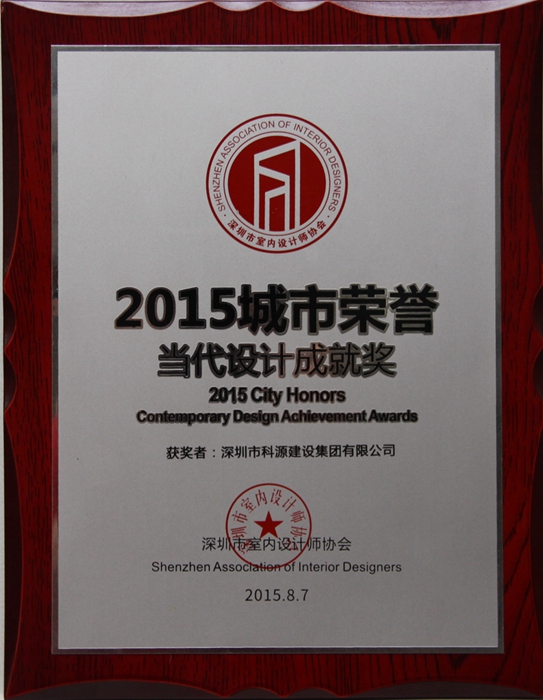 SHENZHEN ASSOCIATION OF INTERIOR DESIGNERS
·深圳市室内设计师协会·
2015城市荣誉
当代设计成就奖
2015 City Honors
Contemporary Design Achievement Awards
获奖者：深圳市科源建设集团有限公司
深圳市室内设计师协会
深圳市室内设计师协会
Shenzhen Association of Interior Designers
2015.8.7